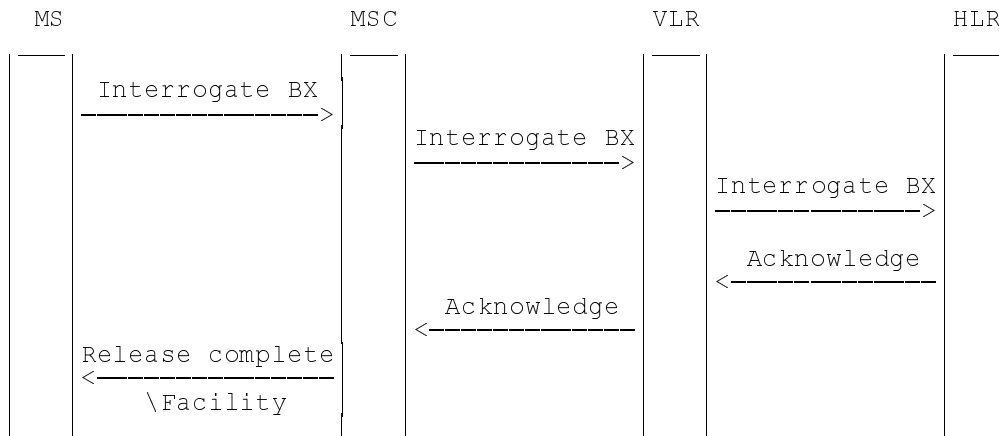 MS MSC VLR HLR
Interrogate BX
Interrogate BX
Interrogate BX
Acknowledge
Acknowledge
Release complete
\Facility